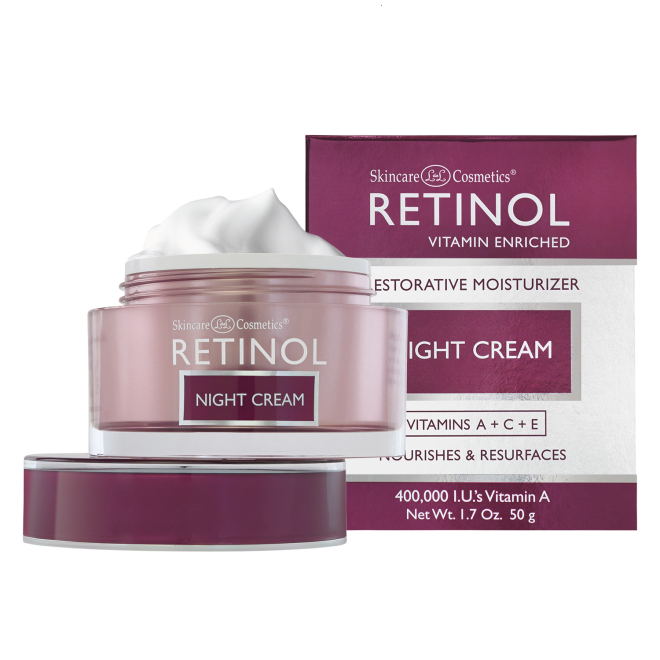 Skincare L&L Cosmetics®
RETINOL
VITAMIN ENRICHED
ESTORATIVE MOISTURIZER
IGHT CREAM
VITAMINS A + C + E
NOURISHES & RESURFACES
400,000 I.U.'s Vitamin A
Net Wt. 1.7 Oz. 50 g
Skincare L&L Cosmetics®
RETINOL
NIGHT CREAM